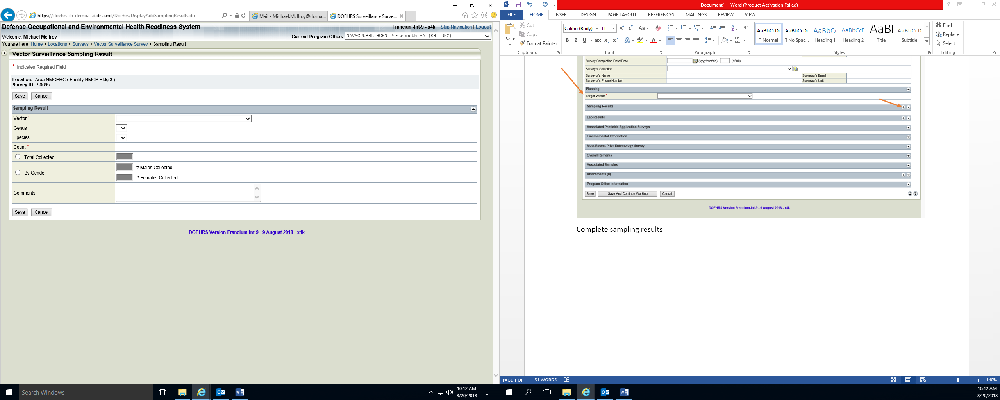 https://doehrs-ih-demo.csd.disa.mil/Doehrs/DisplayAddSamplingResults.do
Mail - Michael.McIlroy@doma...
DOEHRS Surveillance Surve...
Defense Occupational and Environmental Health Readiness System
Francium-Int-9 - x4k Skip Navigation | Logout
Welcome, Michael Mcilroy
Current Program Office: NAVMCPUBHLTHCEN Portsmouth VA (EH TRNG)
You are here: Home > Locations > Surveys > Vector Surveillance Survey > Sampling Result
Vector Surveillance Sampling Result
* Indicates Required Field
Location: Area NMCPHC ( Facility NMCP Bldg 3 )
Survey ID: 50695
Save Cancel
Sampling Result
Vector *
Genus
Species
Count *
Total Collected
# Males Collected
By Gender
# Females Collected
Comments
Save Cancel
DOEHRS Version Francium-Int-9 - 9 August 2018 - x4k
Search Windows
10:12 AM
8/20/2018
Document1 - Word (Product Activation Failed)
FILE HOME INSERT DESIGN PAGE LAYOUT REFERENCES MAILINGS REVIEW VIEW
Paste
Cut
Copy
Format Painter
Clipboard
Calibri (Body) 11
Font
Paragraph
AaBbCcDc AaBbCcDc AaBbC( AaBbCcE AaB| AaBbCcD
¶ Normal ¶ No Spac... Heading 1 Heading 2 Title Subtitle
Styles
Find
Replace
Select
Editing
Survey Completion Date/Time (yyyy/mm/dd) (1500)
Surveyor Selection
Surveyor's Name Surveyor's Email
Surveyor's Phone Number Surveyor's Unit
Planning
Target Vector *
Sampling Results
Lab Results
Associated Pesticide Application Surveys
Environmental Information
Most Recent Prior Entomology Survey
Overall Remarks
Associated Samples
Attachments (0)
Program Office Information
Save Save And Continue Working Cancel
DOEHRS Version Francium-Int-9 - 9 August 2018 - x4k
Complete sampling results
PAGE 1 OF 1 31 WORDS
140%
10:12 AM
8/20/2018